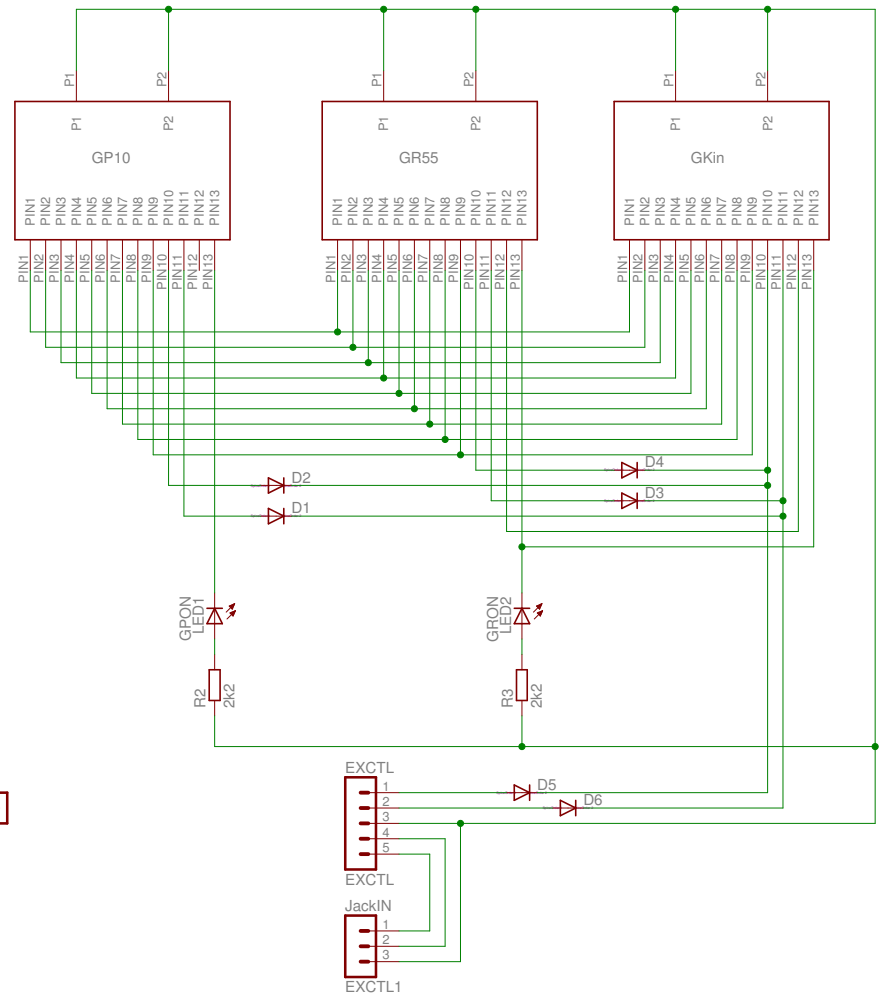 P1 P2 P1 P2 P1 P2
P1 P2 P1 P2 P1 P2
GP10 GR55 GKin
PIN1 PIN2 PIN3 PIN4 PIN5 PIN6 PIN7 PIN8 PIN9 PIN10 PIN11 PIN12 PIN13
PIN1 PIN2 PIN3 PIN4 PIN5 PIN6 PIN7 PIN8 PIN9 PIN10 PIN11 PIN12 PIN13
PIN1 PIN2 PIN3 PIN4 PIN5 PIN6 PIN7 PIN8 PIN9 PIN10 PIN11 PIN12 PIN13
PIN1 PIN2 PIN3 PIN4 PIN5 PIN6 PIN7 PIN8 PIN9 PIN10 PIN11 PIN12 PIN13
PIN1 PIN2 PIN3 PIN4 PIN5 PIN6 PIN7 PIN8 PIN9 PIN10 PIN11 PIN12 PIN13
PIN1 PIN2 PIN3 PIN4 PIN5 PIN6 PIN7 PIN8 PIN9 PIN10 PIN11 PIN12 PIN13
D4
D2
D3
D1
GPON
LED1
GRON
LED2
R2
2k2
R3
2k2
EXCTL
1
D5
2
D6
3
4
5
EXCTL
JackIN
1
2
3
EXCTL1